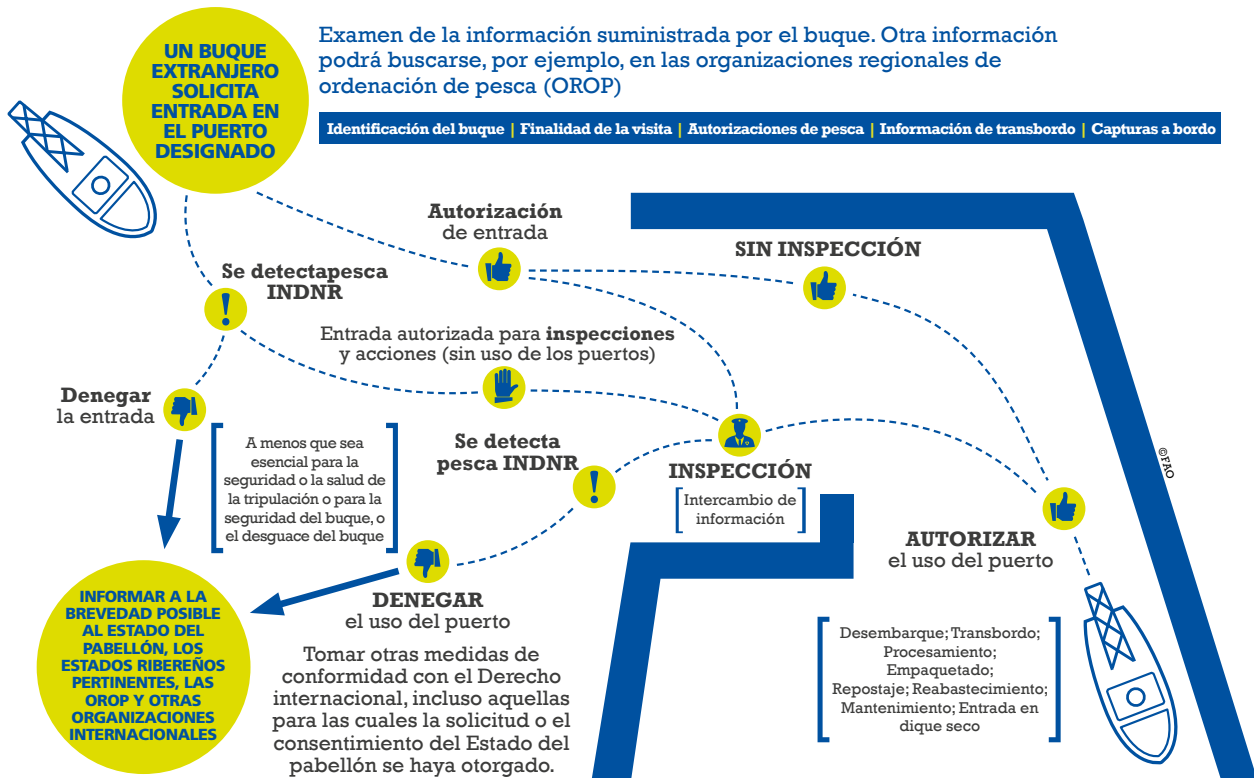 UN BUQUE
EXTRANJERO
SOLICITA
ENTRADA EN
EL PUERTO
DESIGNADO
Examen de la información suministrada por el buque. Otra información
podrá buscarse, por ejemplo, en las organizaciones regionales de
ordenación de pesca (OROP)
Identificación del buque | Finalidad de la visita | Autorizaciones de pesca | Información de transbordo | Capturas a bordo
Autorización
de entrada
SIN INSPECCIÓN
Se detectapesca
INDNR
Entrada autorizada para inspecciones
y acciones (sin uso de los puertos)
Denegar
la entrada
A menos que sea
esencial para la
seguridad o la salud de
la tripulación o para la
seguridad del buque, o
el desguace del buque
Se detecta
pesca INDNR
INSPECCIÓN
Intercambio de
información
©FAO
AUTORIZAR
el uso del puerto
DENEGAR
el uso del puerto
Tomar otras medidas de
conformidad con el Derecho
internacional, incluso aquellas
para las cuales la solicitud o el
consentimiento del Estado del
pabellón se haya otorgado.
INFORMAR A LA
BREVEDAD POSIBLE
AL ESTADO DEL
PABELLÓN, LOS
ESTADOS RIBEREÑOS
PERTINENTES, LAS
OROP Y OTRAS
ORGANIZACIONES
INTERNACIONALES
Desembarque; Transbordo;
Procesamiento;
Empaquetado;
Repostaje; Reabastecimiento;
Mantenimiento; Entrada en
dique seco